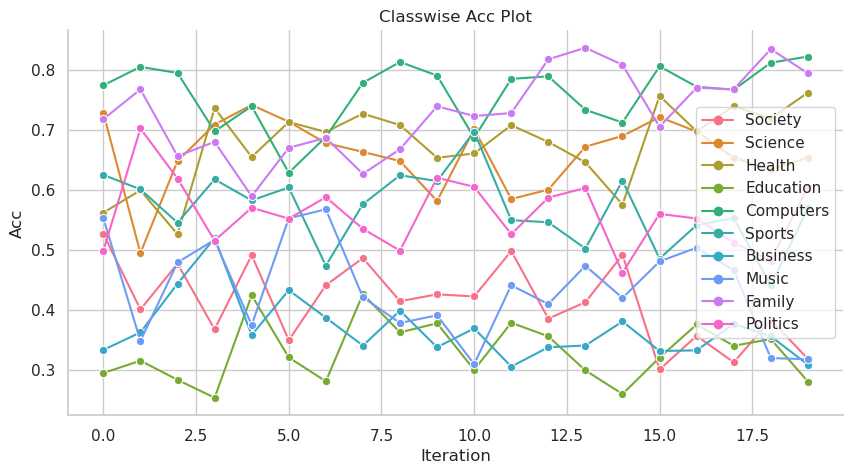 Classwise Acc Plot
Acc
0.8
0.7
0.6
0.5
0.4
0.3
0.0
2.5
5.0
7.5
10.0
12.5
15.0
17.5
Iteration
Society
Science
Health
Education
Computers
Sports
Business
Music
Family
Politics